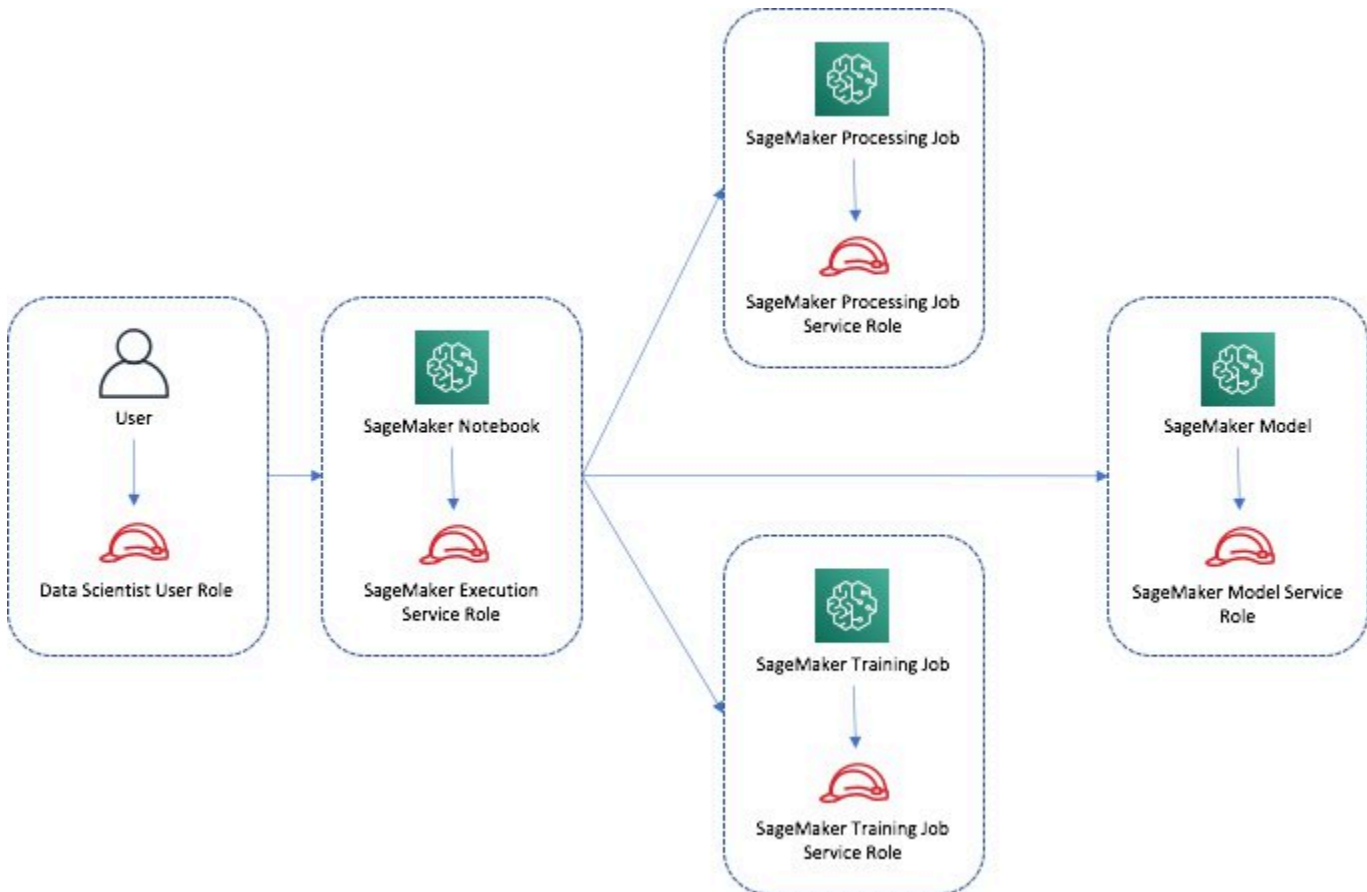 User
Data Scientist User Role
SageMaker Notebook
SageMaker Execution
Service Role
SageMaker Processing Job
SageMaker Processing Job
Service Role
SageMaker Training Job
SageMaker Training Job
Service Role
SageMaker Model
SageMaker Model Service
Role